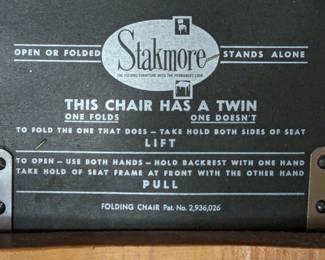 OPEN OR FOLDED Stakmore STANDS ALONE
THE FOLDING FURNITURE WITH THE PERMANENT LOOK
THIS CHAIR HAS A TWIN
ONE FOLDS ONE DOESN'T
TO FOLD THE ONE THAT DOES - TAKE HOLD BOTH SIDES OF SEAT
LIFT
TO OPEN - USE BOTH HANDS - HOLD BACKREST WITH ONE HAND
TAKE HOLD OF SEAT FRAME AT FRONT WITH THE OTHER HAND
PULL
FOLDING CHAIR Pat. No. 2,936,026